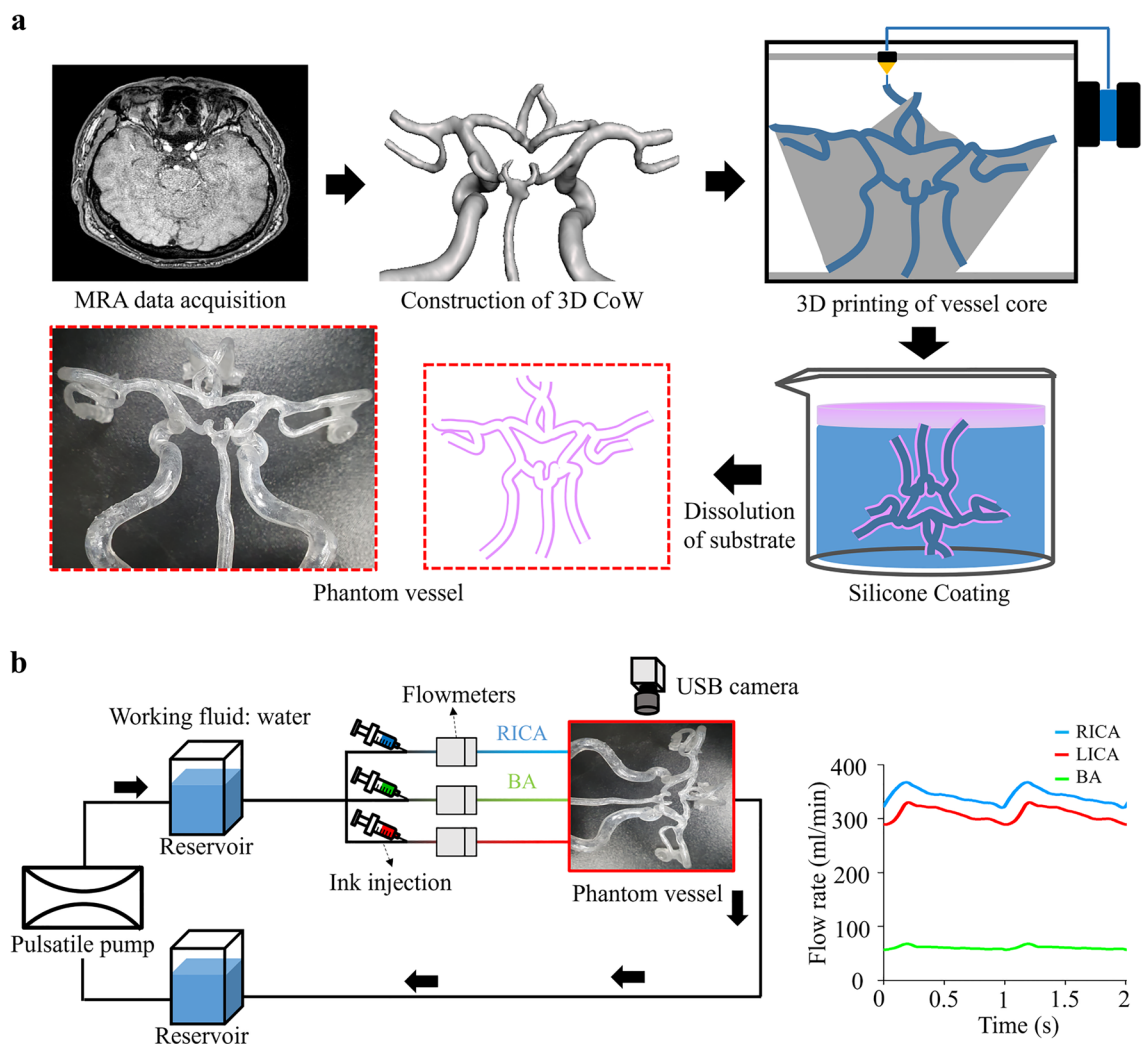 a
MRA data acquisition
Construction of 3D CoW
3D printing of vessel core
Phantom vessel
Dissolution
of substrate
Silicone Coating
b
Working fluid: water
Reservoir
Pulsatile pump
Reservoir
Flowmeters
Ink injection
RICA
BA
USB camera
Phantom vessel
RICA
LICA
BA
Flow rate (ml/min)
400
300
200
100
0
0
0.5
1
1.5
2
Time (s)